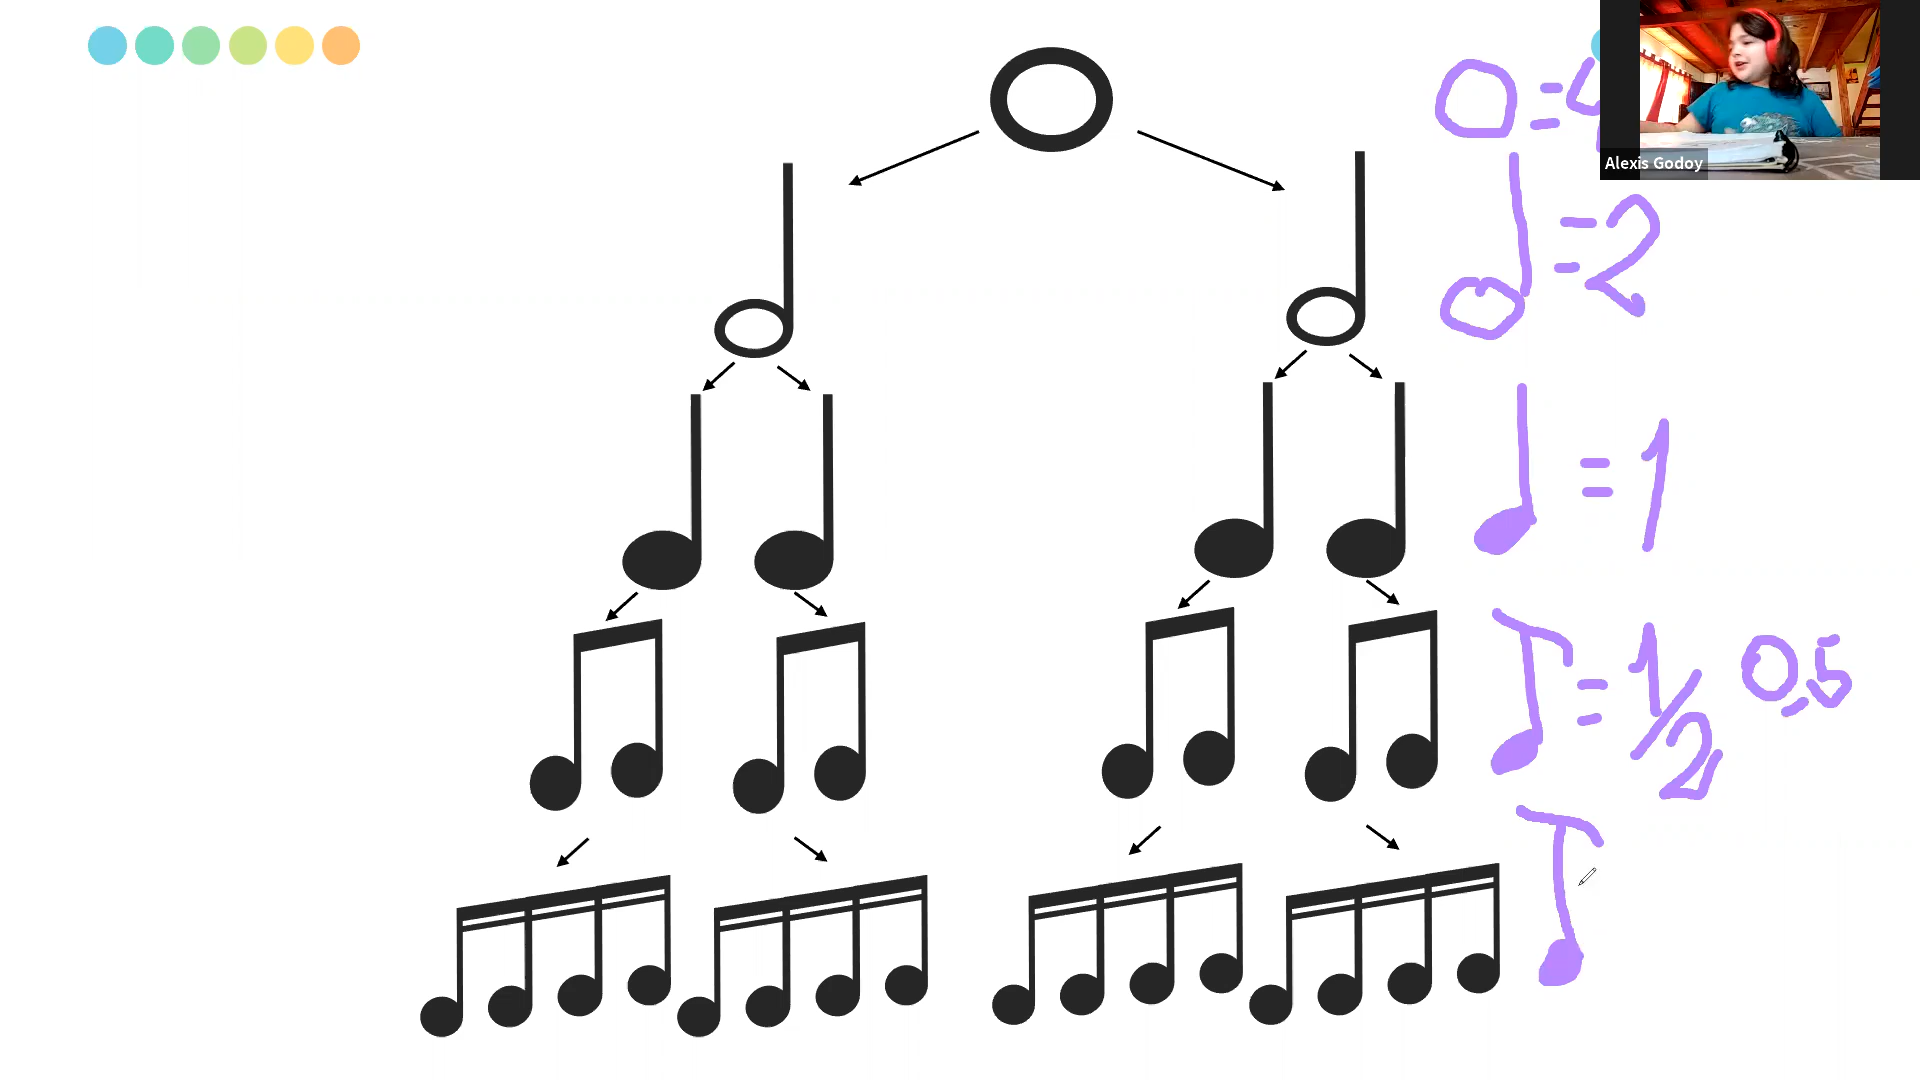 = 4
Alexis Godoy
= 2
= 1
= 1/2 0,5